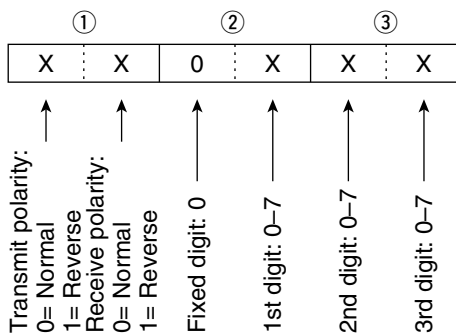 ① ② ③
X X 0 X X X
Transmit polarity:
0= Normal
1= Reverse
Receive polarity:
0= Normal
1= Reverse
Fixed digit: 0
1st digit: 0–7
2nd digit: 0–7
3rd digit: 0–7